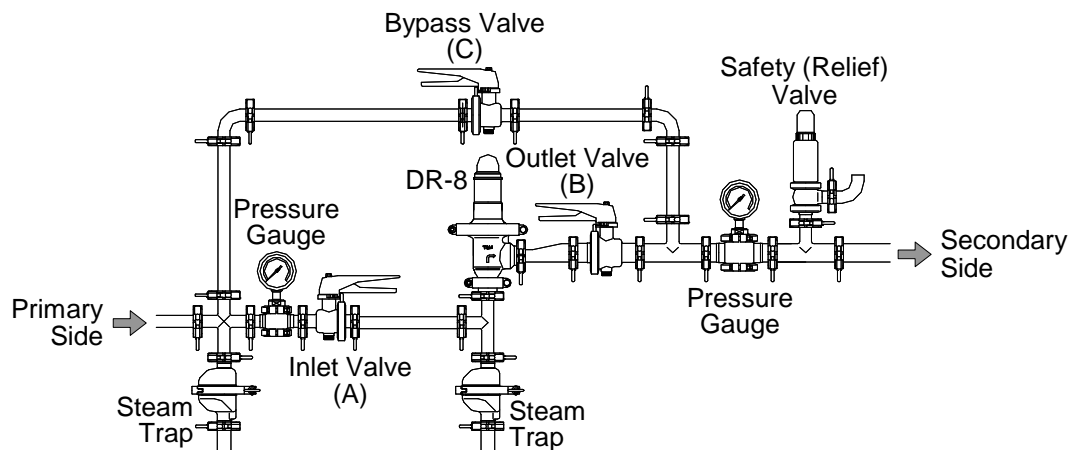 Bypass Valve
(C)
Safety (Relief)
Valve
Outlet Valve
(B)
DR-8
Pressure
Gauge
Secondary
Side
Pressure
Gauge
Primary
Side
Inlet Valve
(A)
Steam
Trap
Steam
Trap